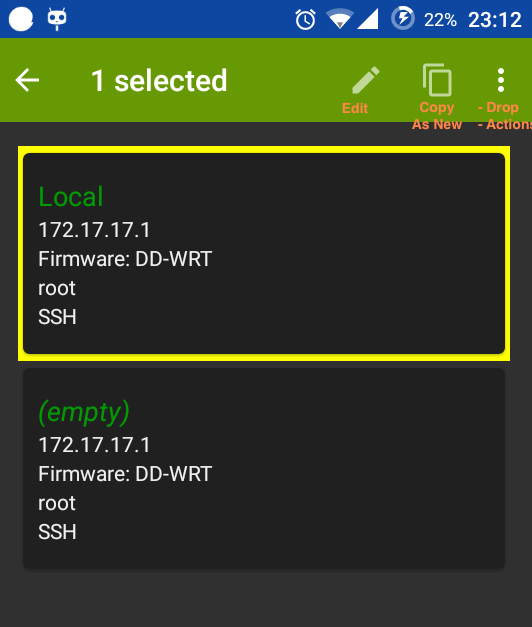 22% 23:12
1 selected
Edit
Copy
As New
- Drop
- Actions
Local
172.17.17.1
Firmware: DD-WRT
root
SSH
(empty)
172.17.17.1
Firmware: DD-WRT
root
SSH